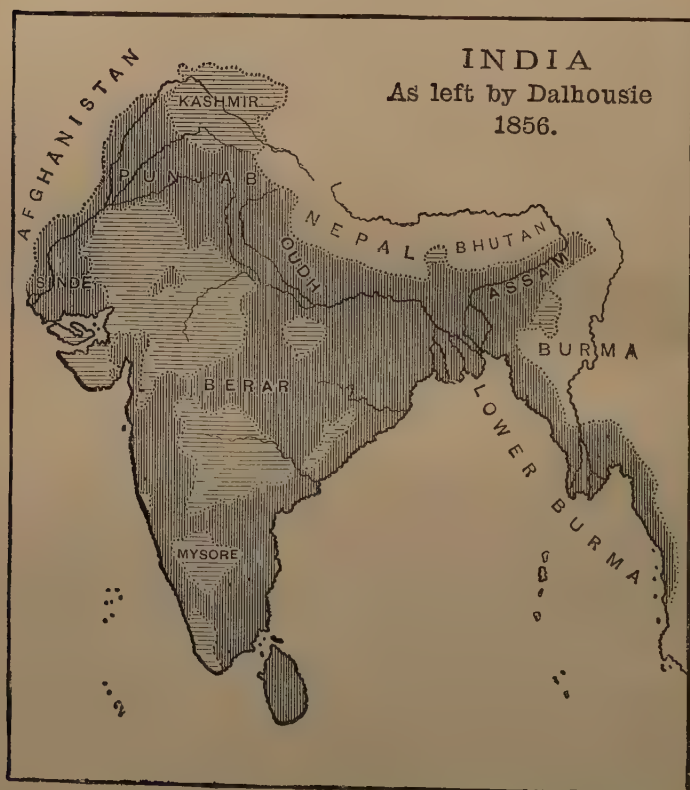 INDIA
As left by Dalhousie
1856.
AFGHANISTAN
KASHMIR
PUNJAB
NEPAL
BHUTAN
OUDH
ASSAM
SINDE
BURMA
BERAR
LOWER BURMA
MYSORE